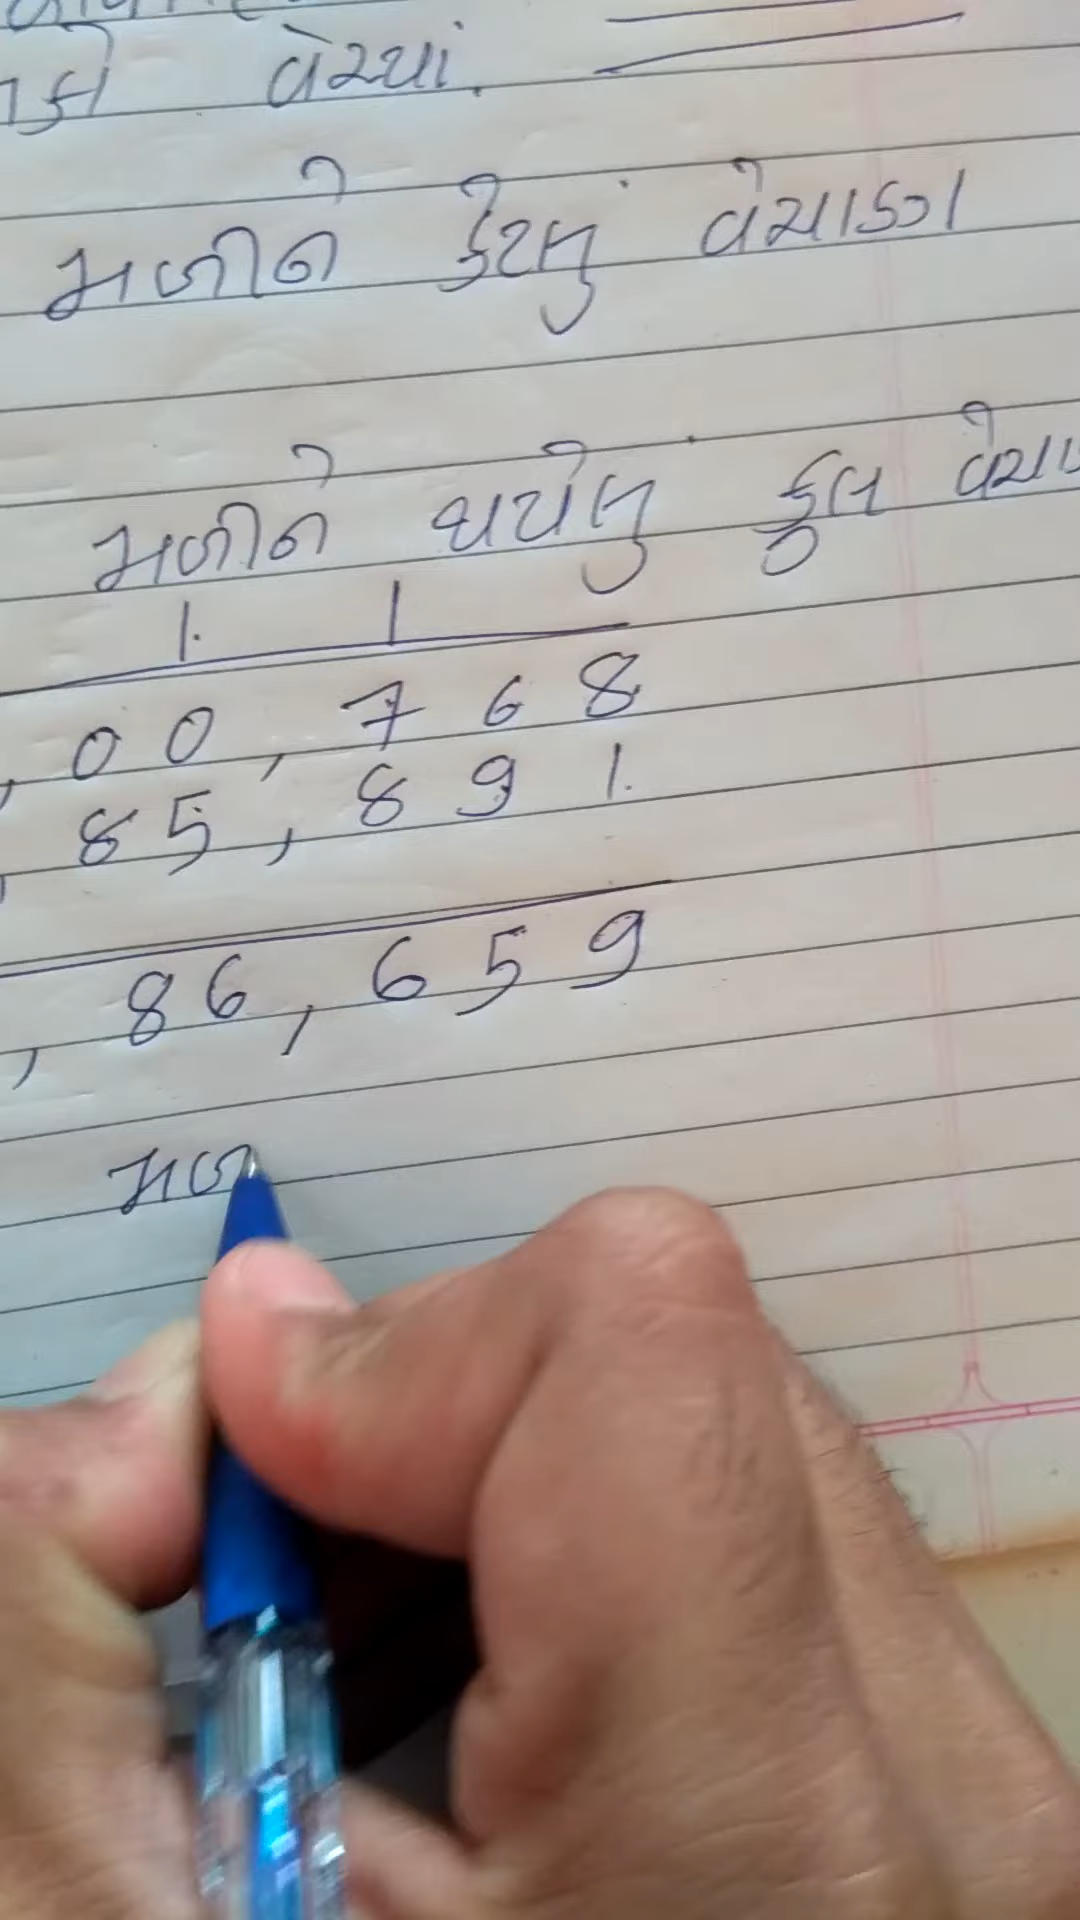 વેચ્યાં.
મળીને કેટલું વેચાણ
મળીને થયેલું કુલ
1. 1
, 00, 768
, 85, 891.
, 86, 659
મળ